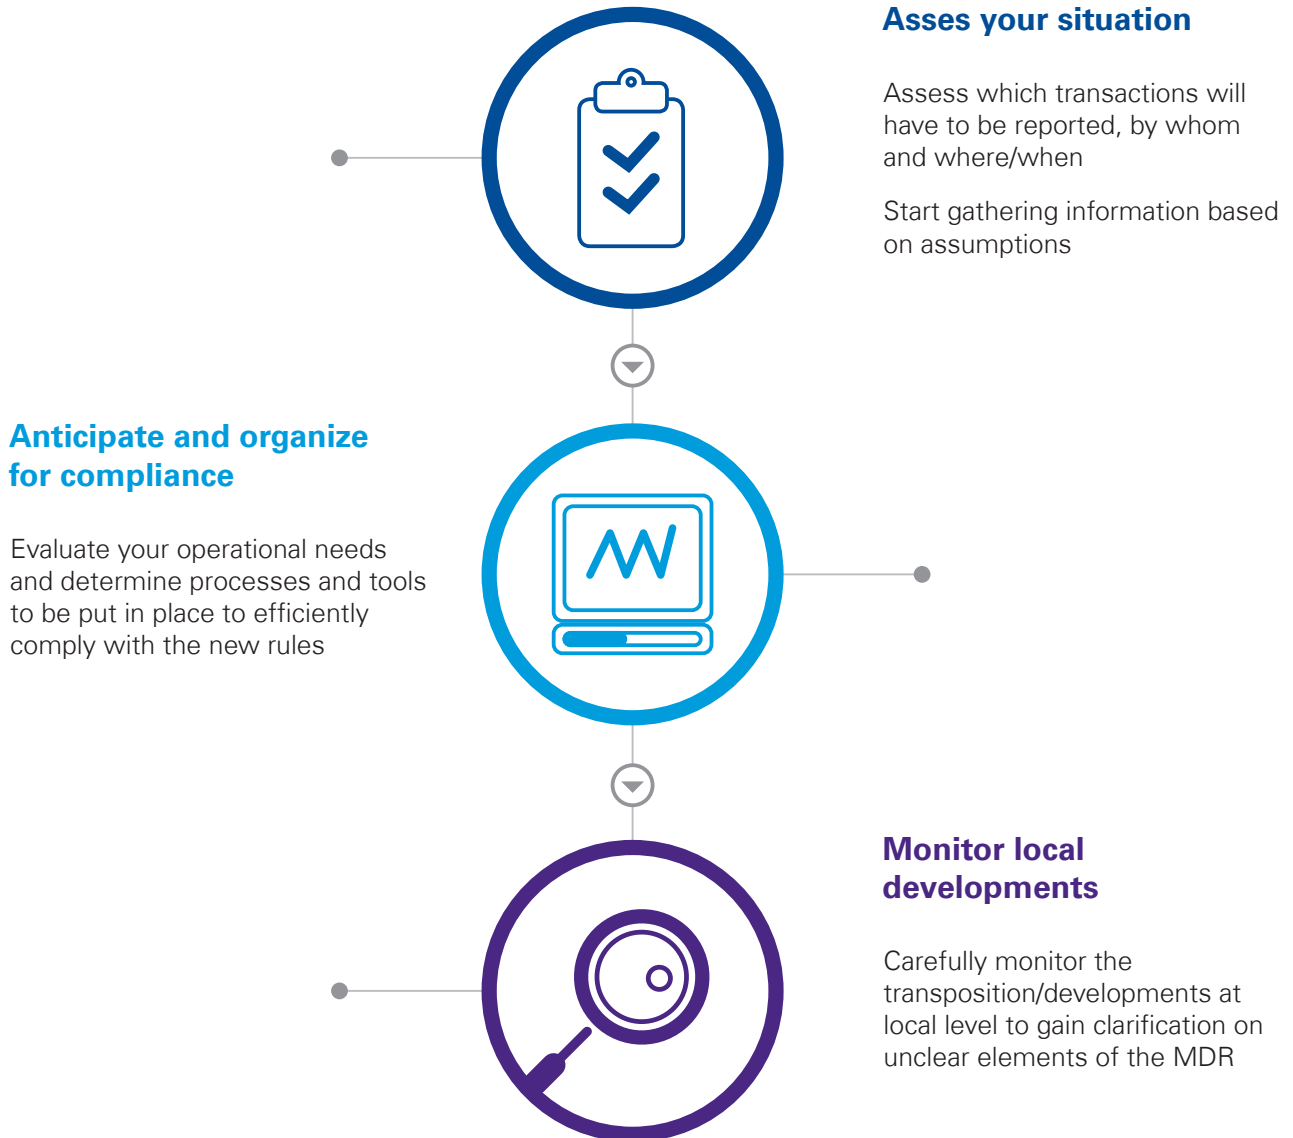 Asses your situation
Assess which transactions will
have to be reported, by whom
and where/when
Start gathering information based
on assumptions
Anticipate and organize
for compliance
Evaluate your operational needs
and determine processes and tools
to be put in place to efficiently
comply with the new rules
Monitor local
developments
Carefully monitor the
transposition/developments at
local level to gain clarification on
unclear elements of the MDR